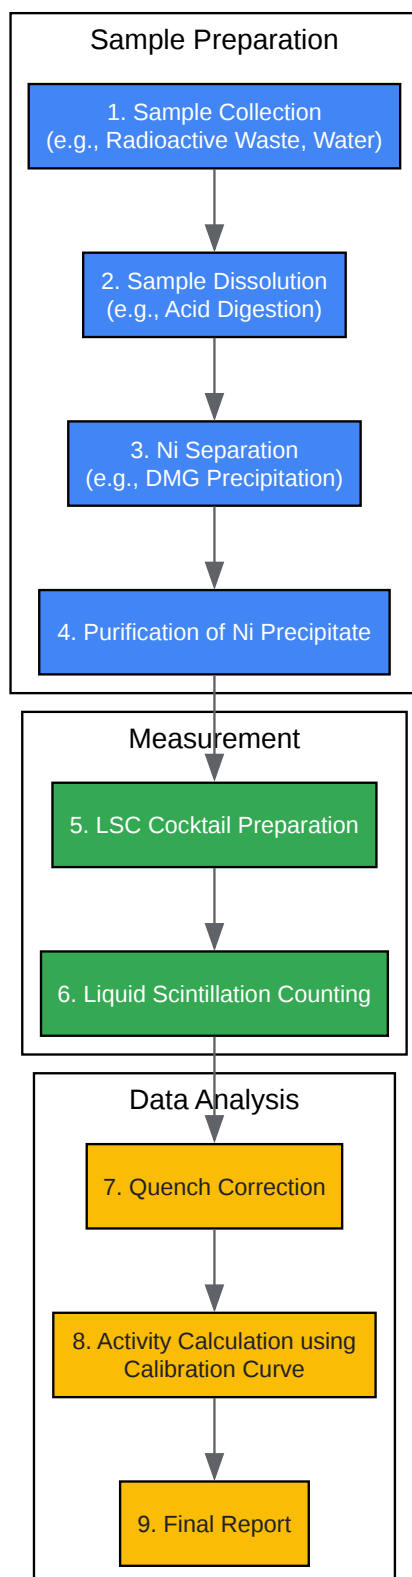 Sample Preparation
1. Sample Collection
(e.g., Radioactive Waste, Water)
2. Sample Dissolution
(e.g., Acid Digestion)
3. Ni Separation
(e.g., DMG Precipitation)
4. Purification of Ni Precipitate
Measurement
5. LSC Cocktail Preparation
6. Liquid Scintillation Counting
Data Analysis
7. Quench Correction
8. Activity Calculation using
Calibration Curve
9. Final Report